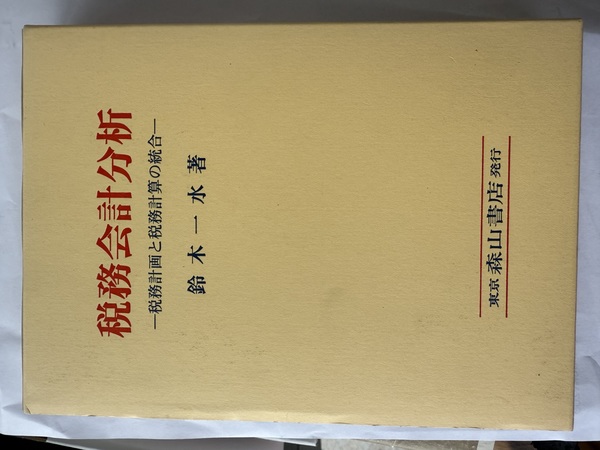 税務会計分析
―税務計画と税務計算の統合―
鈴木一水著
東京 森山書店 発行